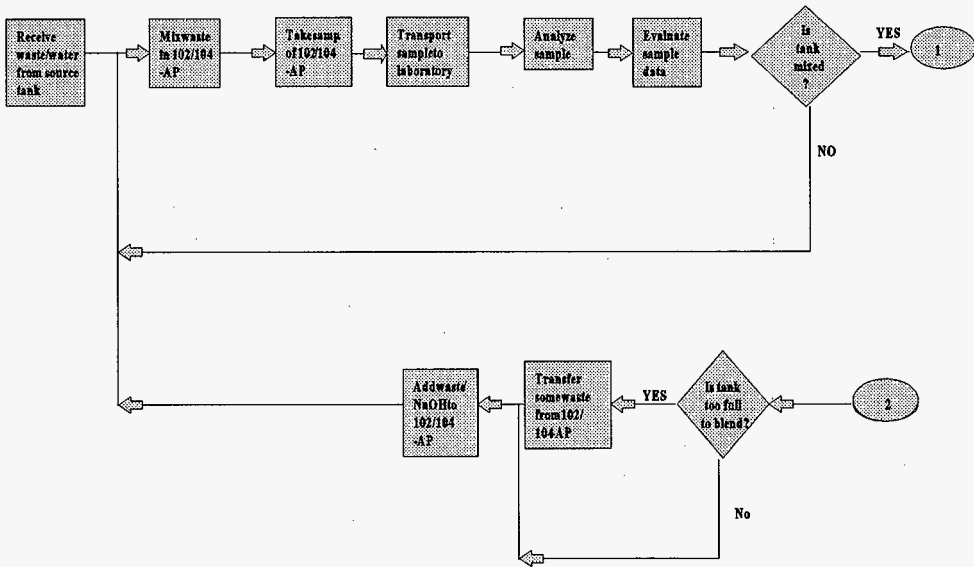 Receive
waste/water
from source
tank
Mixwaste
in 102/104
-AP
Takesamp
of 102/104
-AP
Transport
sampleto
laboratory
Analyze
sample
Evaluate
sample
data
Is
tank
mixed
?
YES
1
NO
Addwaste/
NaOHto
102/104
-AP
Transfer
somewaste
from102/
104AP
YES
Is tank
too full
to blend?
2
No